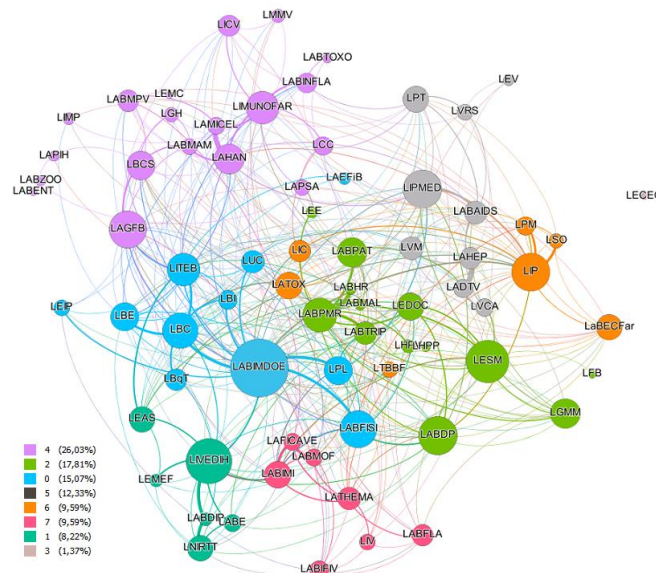 LMMV
LICV
LABTOXO
LABINFLA
LEV
LEMC
LABMPV
LIMUNOFAR
LPT
LVRS
LGH
LIMP
LAMICEL
LABMAM
LCC
LAPIH
LBCS
LAHAN
LABZOO
LAEFiB
LABENT
LAPSA
LIPMED
LECEC
LEE
LABAIDS
LPM
LAGFB
LSO
LIC
LABPAT
LVM
LAHEP
LUC
LITEB
LIP
LATOX
LABHR
LADTV
LBI
LABMAL
LEIP
LVCA
LEDOC
LBE
LABPMR
LBC
LaBECFar
LABTRIP
LHPP
LABIMDOE
LESM
LPL
LTBBF
LBqT
LFB
LEAS
LGMM
LABFISI
LABDP
LAFICAVE
LABMOF
LIVEDIH
LABIMI
LEMEF
LATHEMA
LABDIP
LABE
LABFLA
LIV
LNIRTT
LABIFIV
4 (26,03%)
2 (17,81%)
0 (15,07%)
5 (12,33%)
6 (9,59%)
7 (9,59%)
1 (8,22%)
3 (1,37%)